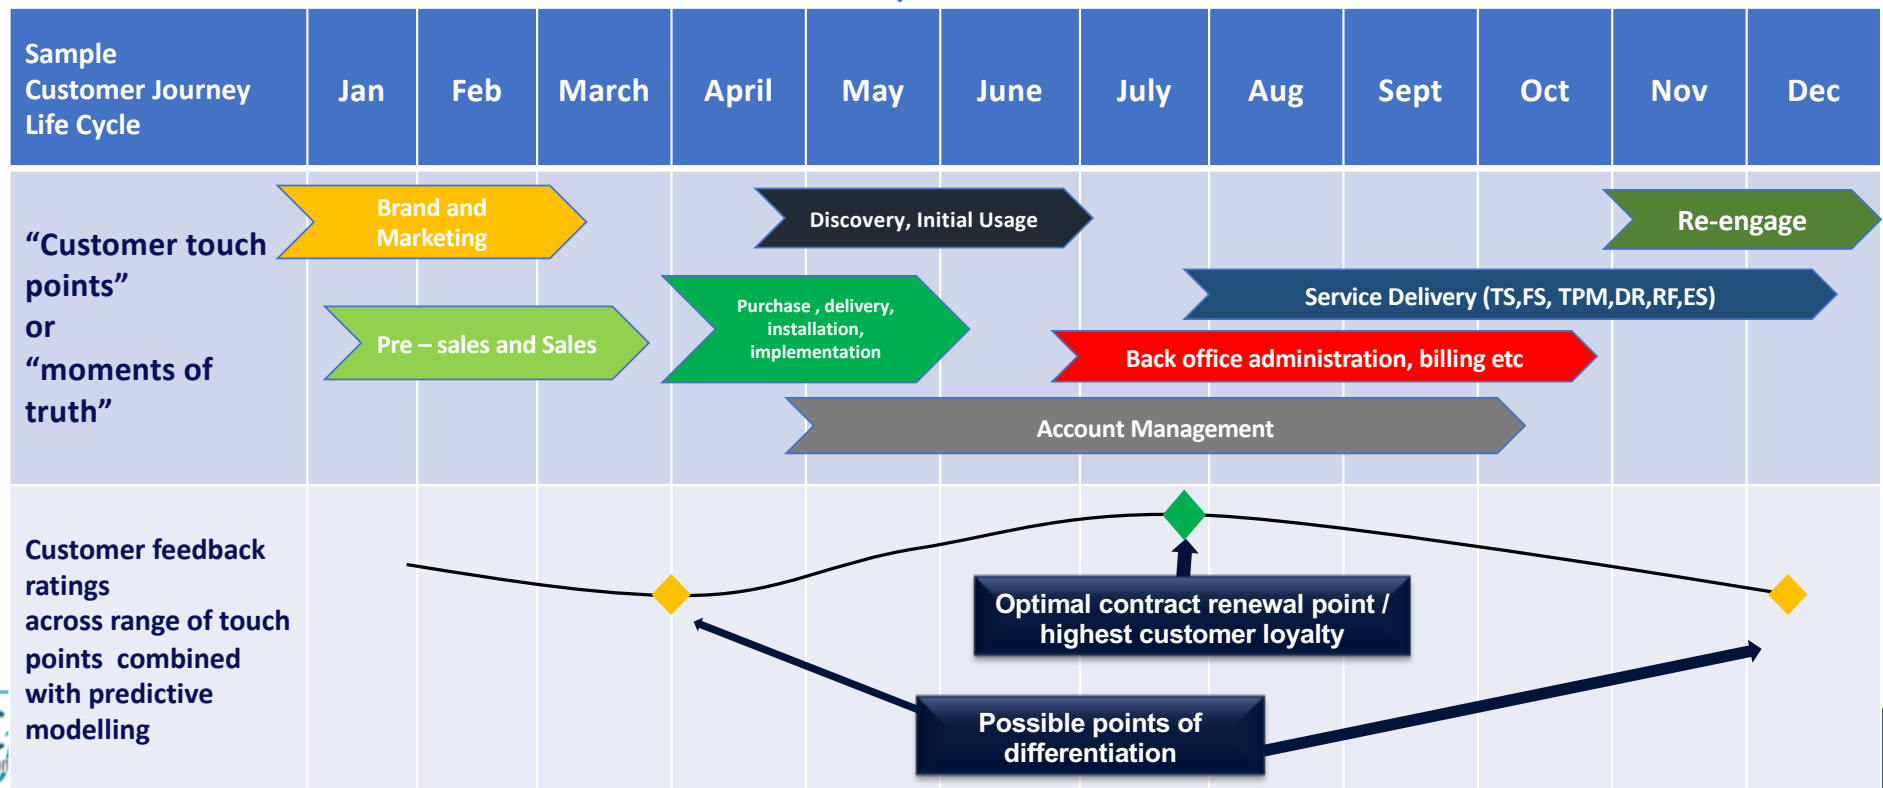 Sample
Customer Journey
Life Cycle
Jan
Feb
March
April
May
June
July
Aug
Sept
Oct
Nov
Dec
“Customer touch
points”
or
“moments of
truth”
Brand and
Marketing
Discovery, Initial Usage
Re-engage
Pre – sales and Sales
Purchase , delivery,
installation,
implementation
Service Delivery (TS,FS, TPM,DR,RF,ES)
Back office administration, billing etc
Account Management
Customer feedback
ratings
across range of touch
points combined
with predictive
modelling
Optimal contract renewal point /
highest customer loyalty
Possible points of
differentiation